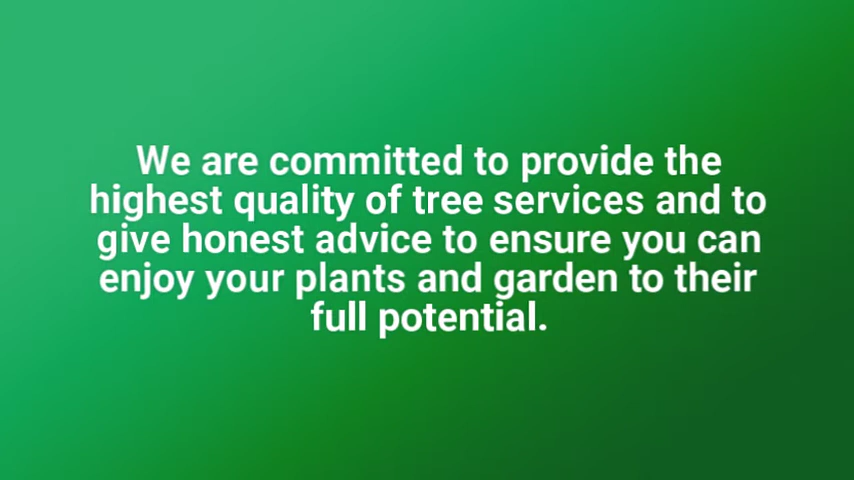 We are committed to provide the
highest quality of tree services and to
give honest advice to ensure you can
enjoy your plants and garden to their
full potential.